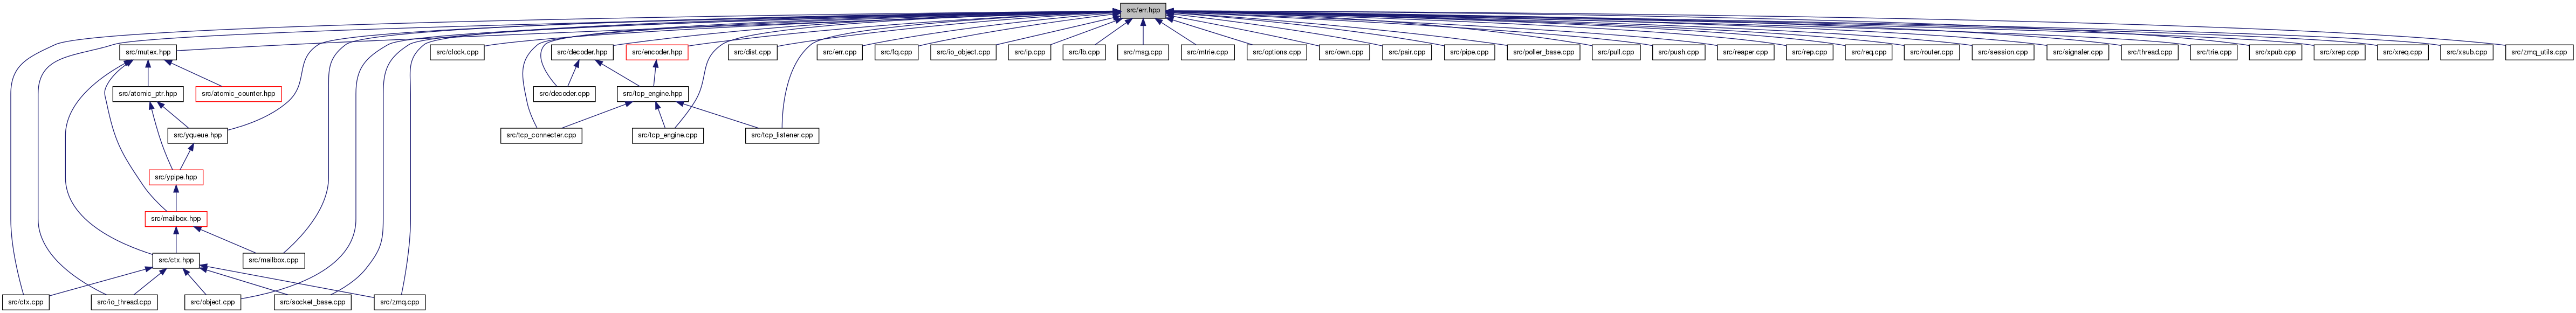 src/err.hpp
src/mutex.hpp
src/clock.cpp
src/decoder.hpp
src/encoder.hpp
src/dist.cpp
src/err.cpp
src/fq.cpp
src/io_object.cpp
src/ip.cpp
src/lb.cpp
src/msg.cpp
src/mtrie.cpp
src/options.cpp
src/own.cpp
src/pair.cpp
src/pipe.cpp
src/poller_base.cpp
src/pull.cpp
src/push.cpp
src/reaper.cpp
src/rep.cpp
src/req.cpp
src/router.cpp
src/session.cpp
src/signaler.cpp
src/thread.cpp
src/trie.cpp
src/xpub.cpp
src/xrep.cpp
src/xreq.cpp
src/xsub.cpp
src/zmq_utils.cpp
src/atomic_ptr.hpp
src/atomic_counter.hpp
src/decoder.cpp
src/tcp_engine.hpp
src/yqueue.hpp
src/tcp_connecter.cpp
src/tcp_engine.cpp
src/tcp_listener.cpp
src/ypipe.hpp
src/mailbox.hpp
src/ctx.hpp
src/mailbox.cpp
src/ctx.cpp
src/io_thread.cpp
src/object.cpp
src/socket_base.cpp
src/zmq.cpp